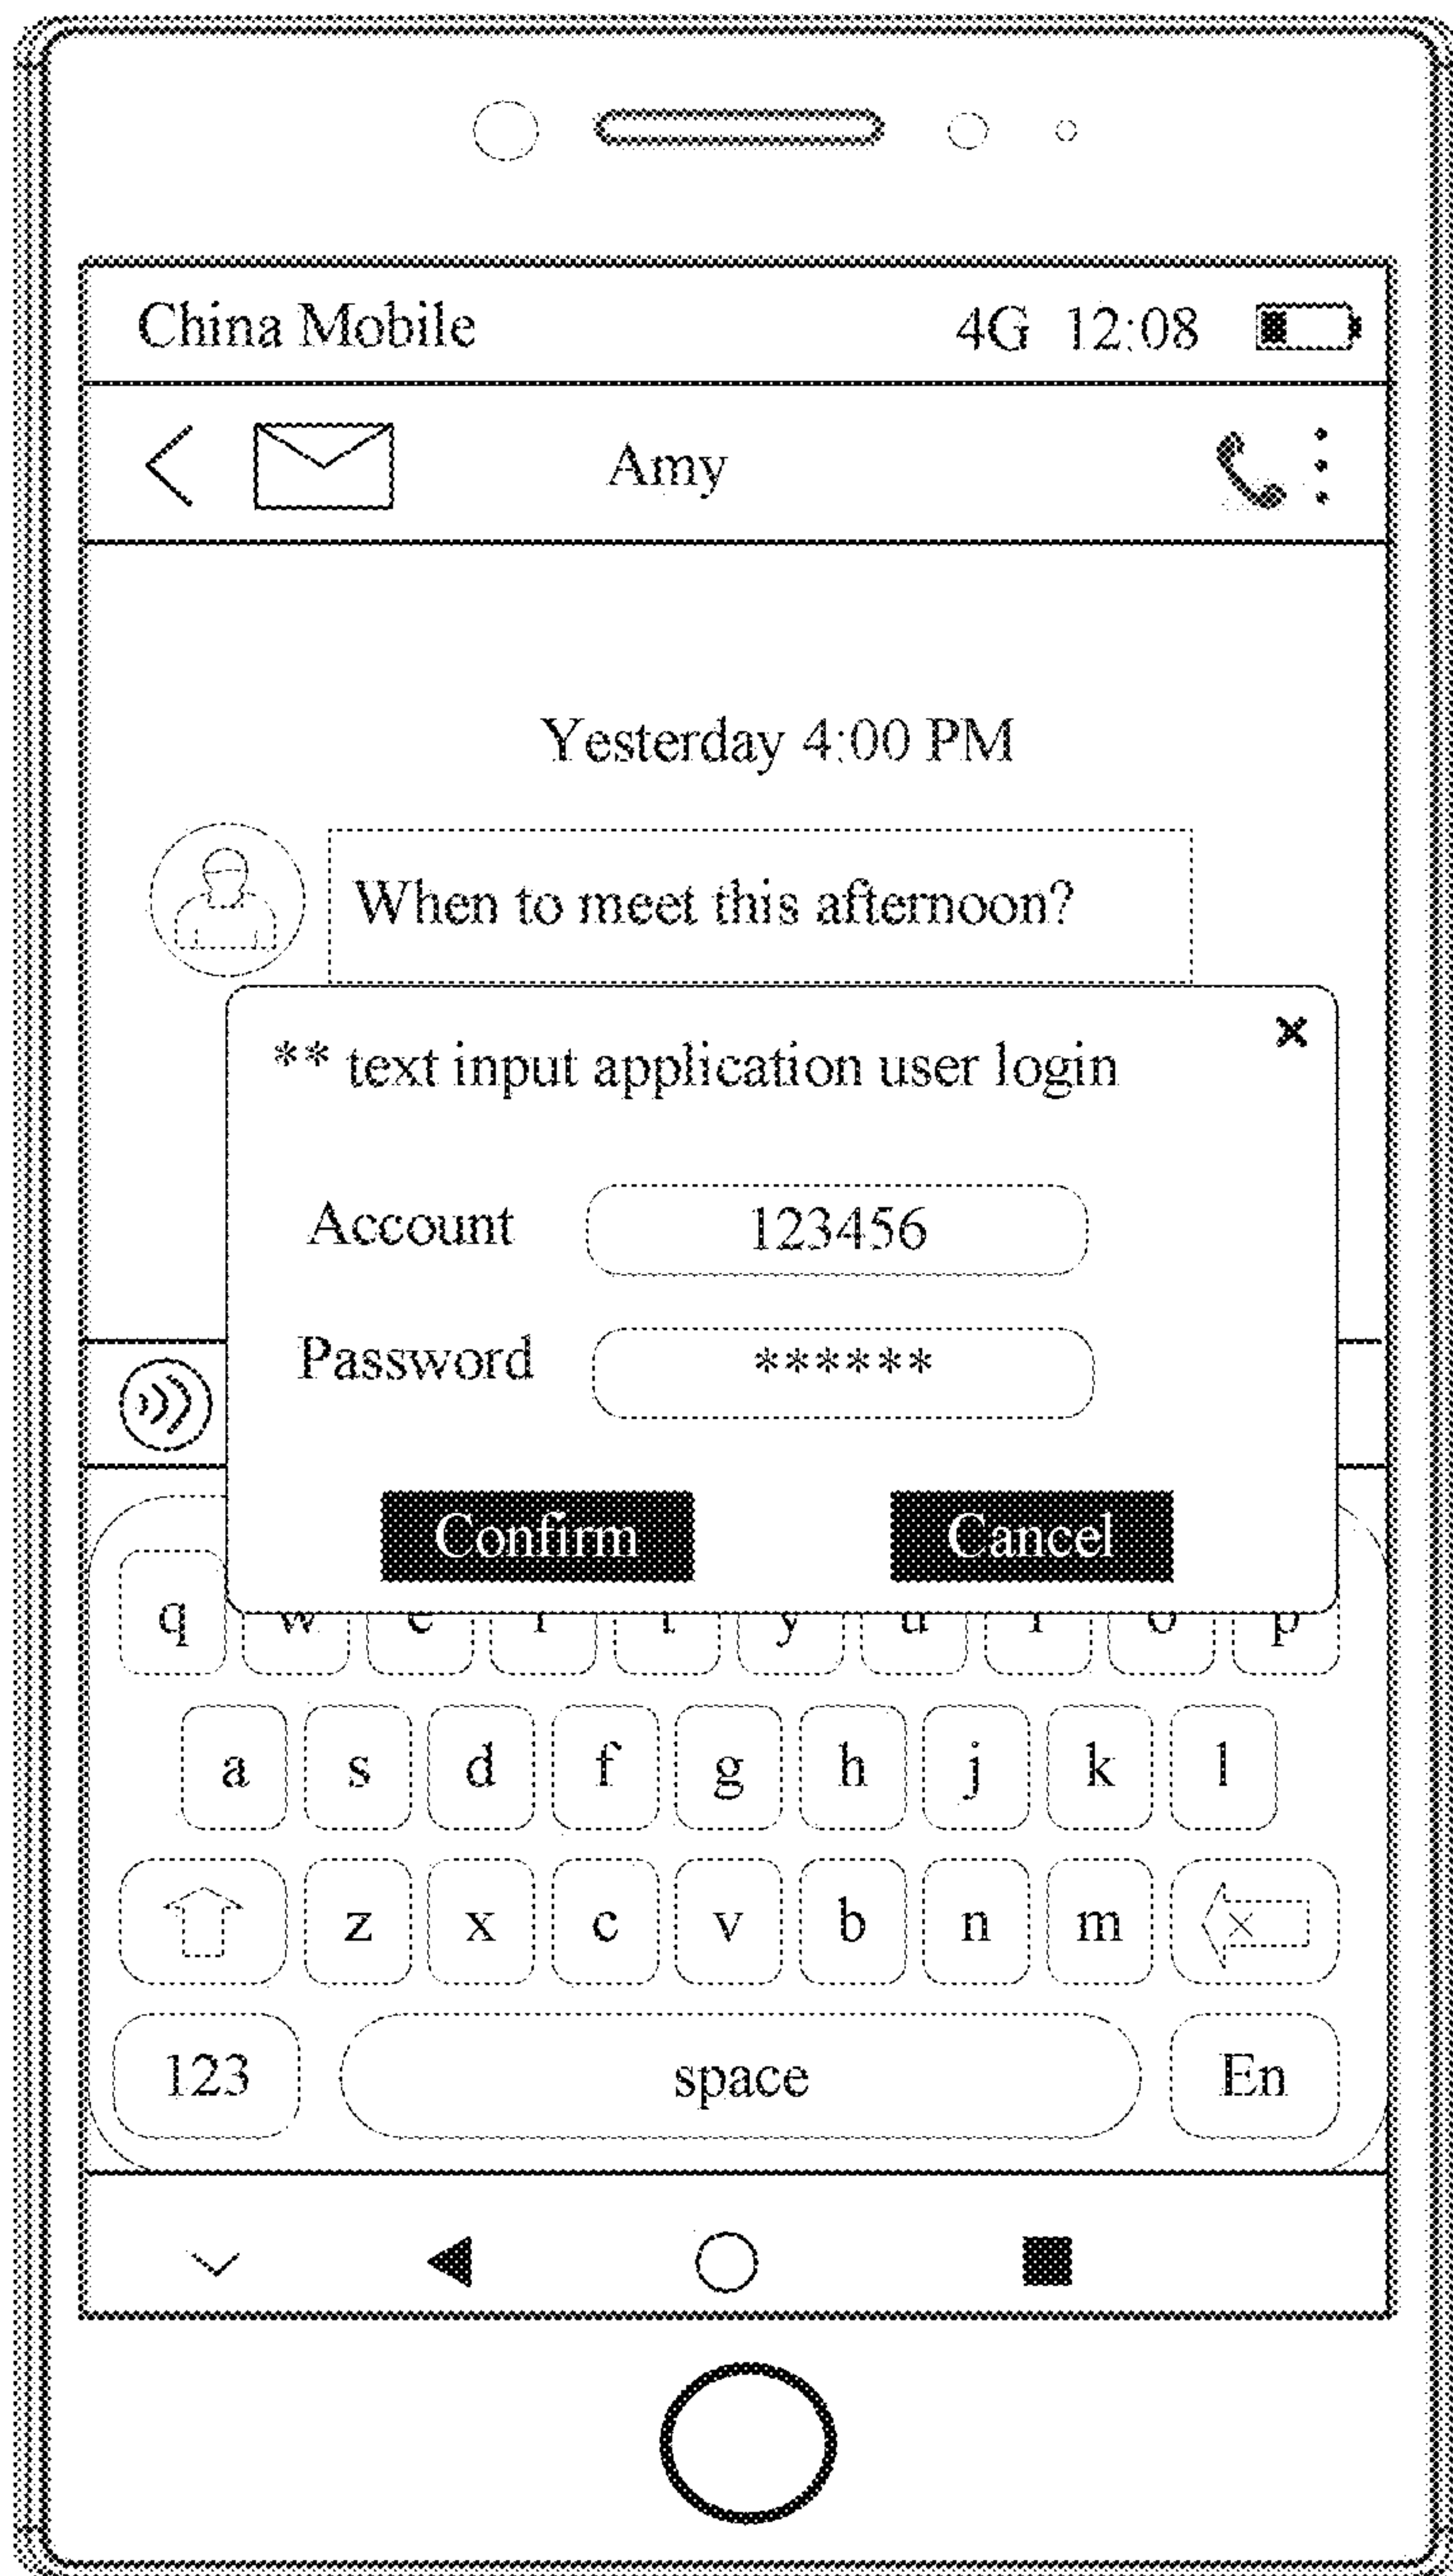 China Mobile 4G 12:08
Amy
Yesterday 4:00 PM
When to meet this afternoon?
** text input application user login
Account 123456
Password ******
Confirm Cancel
q w e r t y u i o p
a s d f g h j k l
z x c v b n m
123 space En